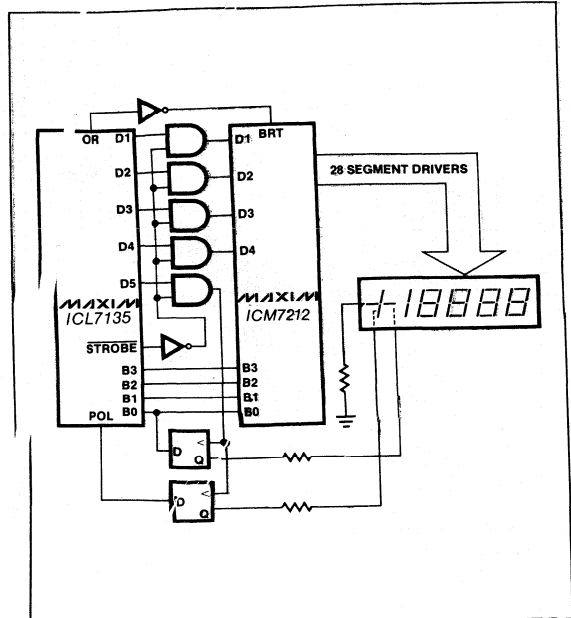 OR
D1
D2
D3
D4
D5
MAXIM
ICL7135
STROBE
B3
B2
B1
B0
POL
BRT
D1
D2
D3
D4
MAXIM
ICM7212
B3
B2
B1
B0
28 SEGMENT DRIVERS
+18888
D
<
Q
D
<
Q